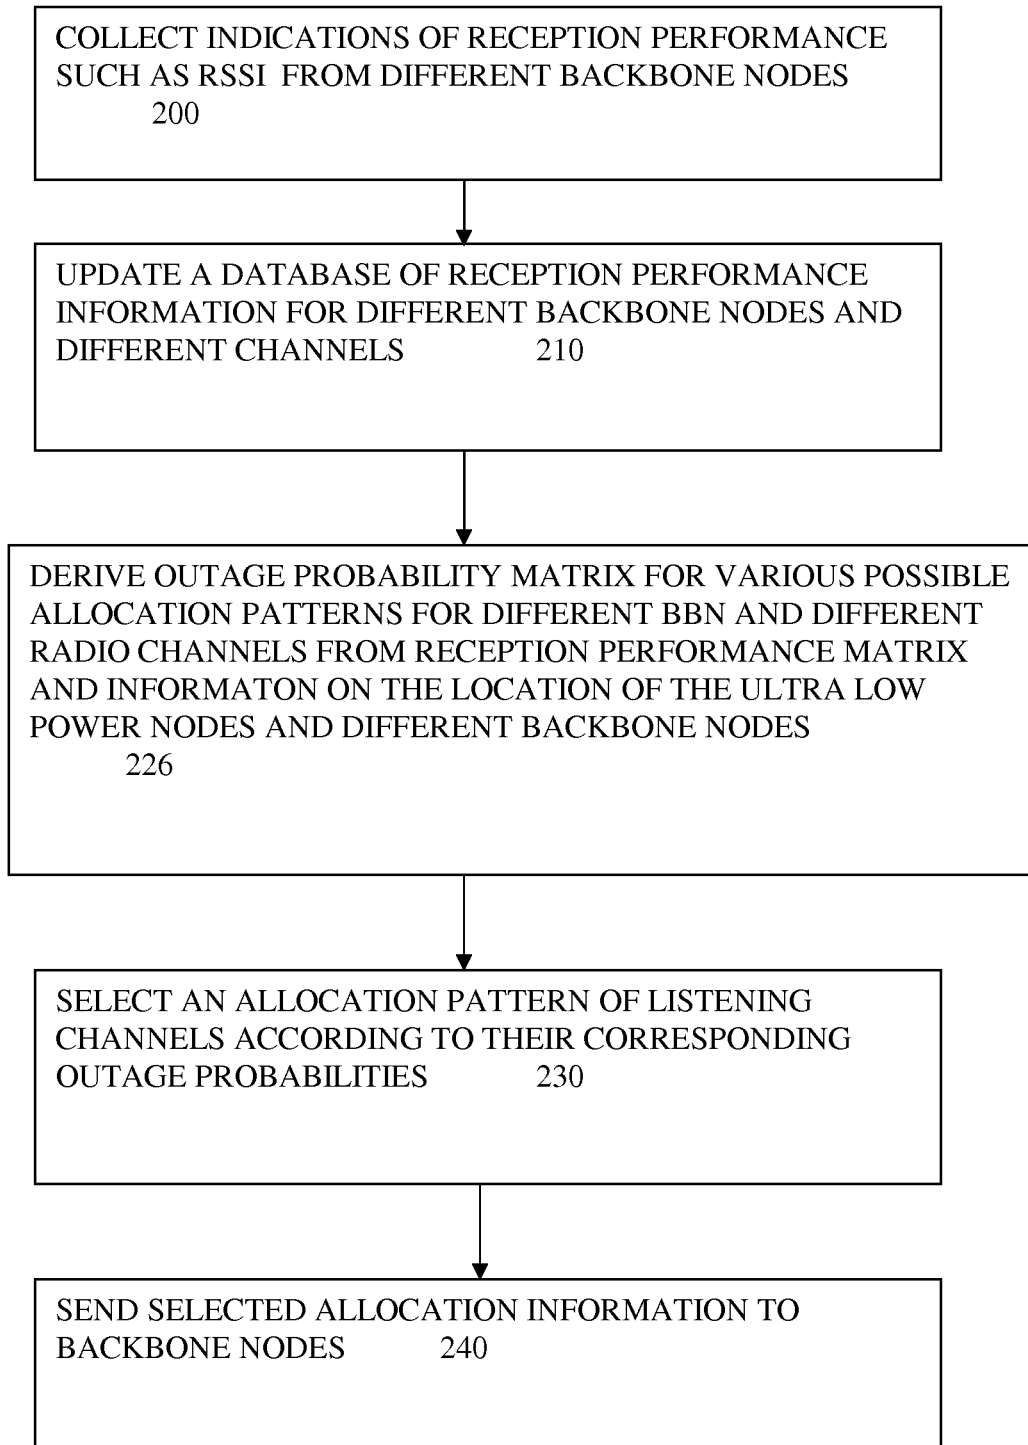 COLLECT INDICATIONS OF RECEPTION PERFORMANCE
SUCH AS RSSI FROM DIFFERENT BACKBONE NODES
200
UPDATE A DATABASE OF RECEPTION PERFORMANCE
INFORMATION FOR DIFFERENT BACKBONE NODES AND
DIFFERENT CHANNELS 210
DERIVE OUTAGE PROBABILITY MATRIX FOR VARIOUS POSSIBLE
ALLOCATION PATTERNS FOR DIFFERENT BBN AND DIFFERENT
RADIO CHANNELS FROM RECEPTION PERFORMANCE MATRIX
AND INFORMATON ON THE LOCATION OF THE ULTRA LOW
POWER NODES AND DIFFERENT BACKBONE NODES
226
SELECT AN ALLOCATION PATTERN OF LISTENING
CHANNELS ACCORDING TO THEIR CORRESPONDING
OUTAGE PROBABILITIES 230
SEND SELECTED ALLOCATION INFORMATION TO
BACKBONE NODES 240